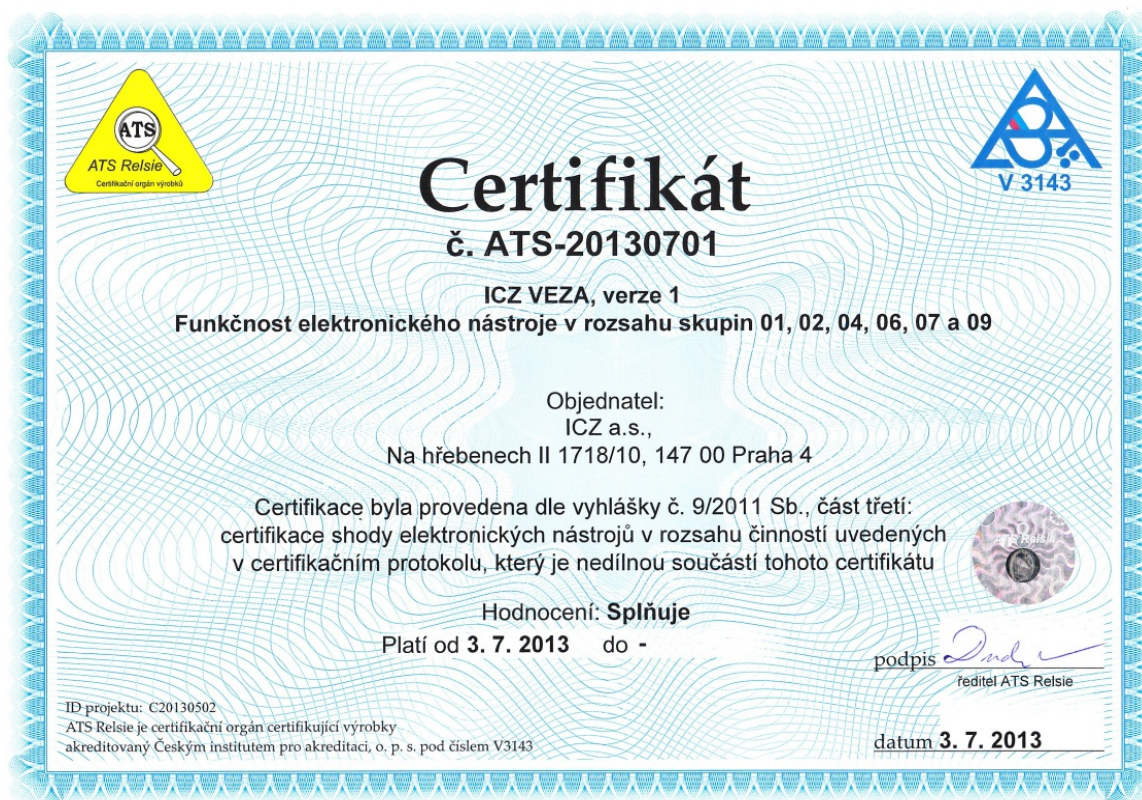 ATS
ATS Relsie
Certifikační orgán výrobků
V 3143
Certifikát
č. ATS-20130701
ICZ VEZA, verze 1
Funkčnost elektronického nástroje v rozsahu skupin 01, 02, 04, 06, 07 a 09
Objednatel:
ICZ a.s.,
Na hřebenech II 1718/10, 147 00 Praha 4
Certifikace byla provedena dle vyhlášky č. 9/2011 Sb., část třetí:
certifikace shody elektronických nástrojů v rozsahu činností uvedených
v certifikačním protokolu, který je nedílnou součástí tohoto certifikátu
ATS Relsie
Hodnocení: Splňuje
Platí od 3. 7. 2013 do -
podpis
ředitel ATS Relsie
ID projektu: C20130502
ATS Relsie je certifikační orgán certifikující výrobky
akreditovaný Českým institutem pro akreditaci, o. p. s. pod číslem V3143
datum 3. 7. 2013